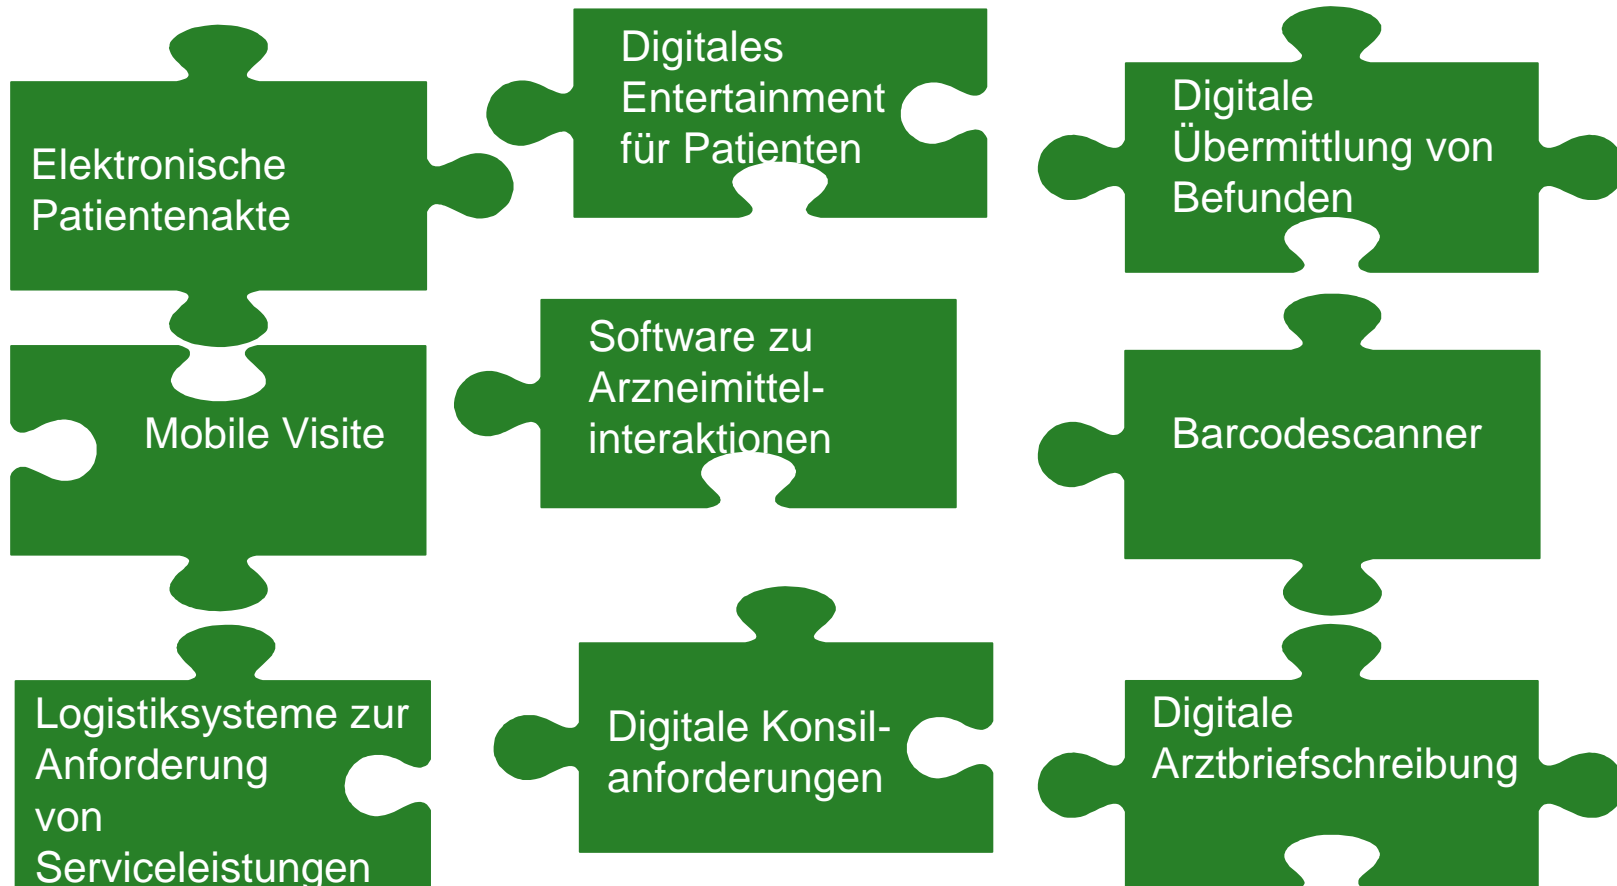 Elektronische
Patientenakte
Digitales
Entertainment
für Patienten
Digitale
Übermittlung von
Befunden
Mobile Visite
Software zu
Arzneimittel-
interaktionen
Barcodescanner
Logistiksysteme zur
Anforderung
von
Serviceleistungen
Digitale Konsil-
anforderungen
Digitale
Arztbriefschreibung